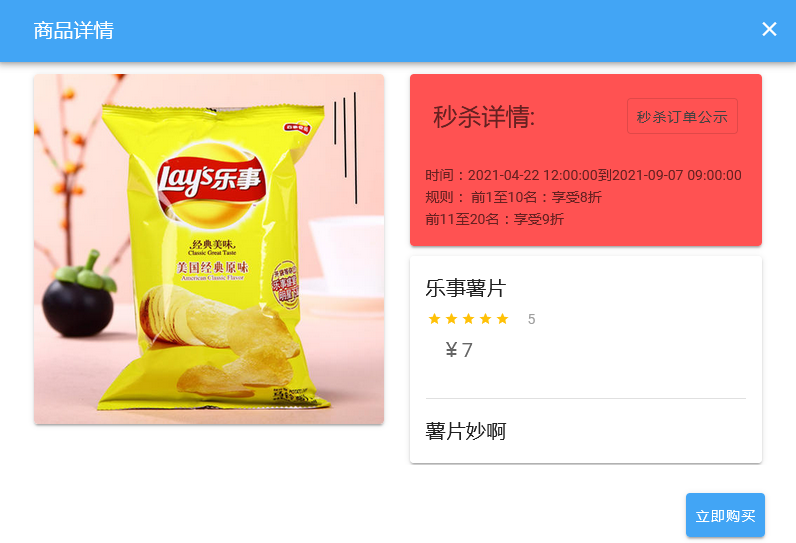 商品详情
百事食品
Lay's乐事
经典美味
Classic Great Taste
美国经典原味
American Classic Flavor
秒杀详情:
秒杀订单公示
时间：2021-04-22 12:00:00到2021-09-07 09:00:00
规则： 前1至10名：享受8折
前11至20名：享受9折
乐事薯片
5
¥ 7
薯片妙啊
立即购买